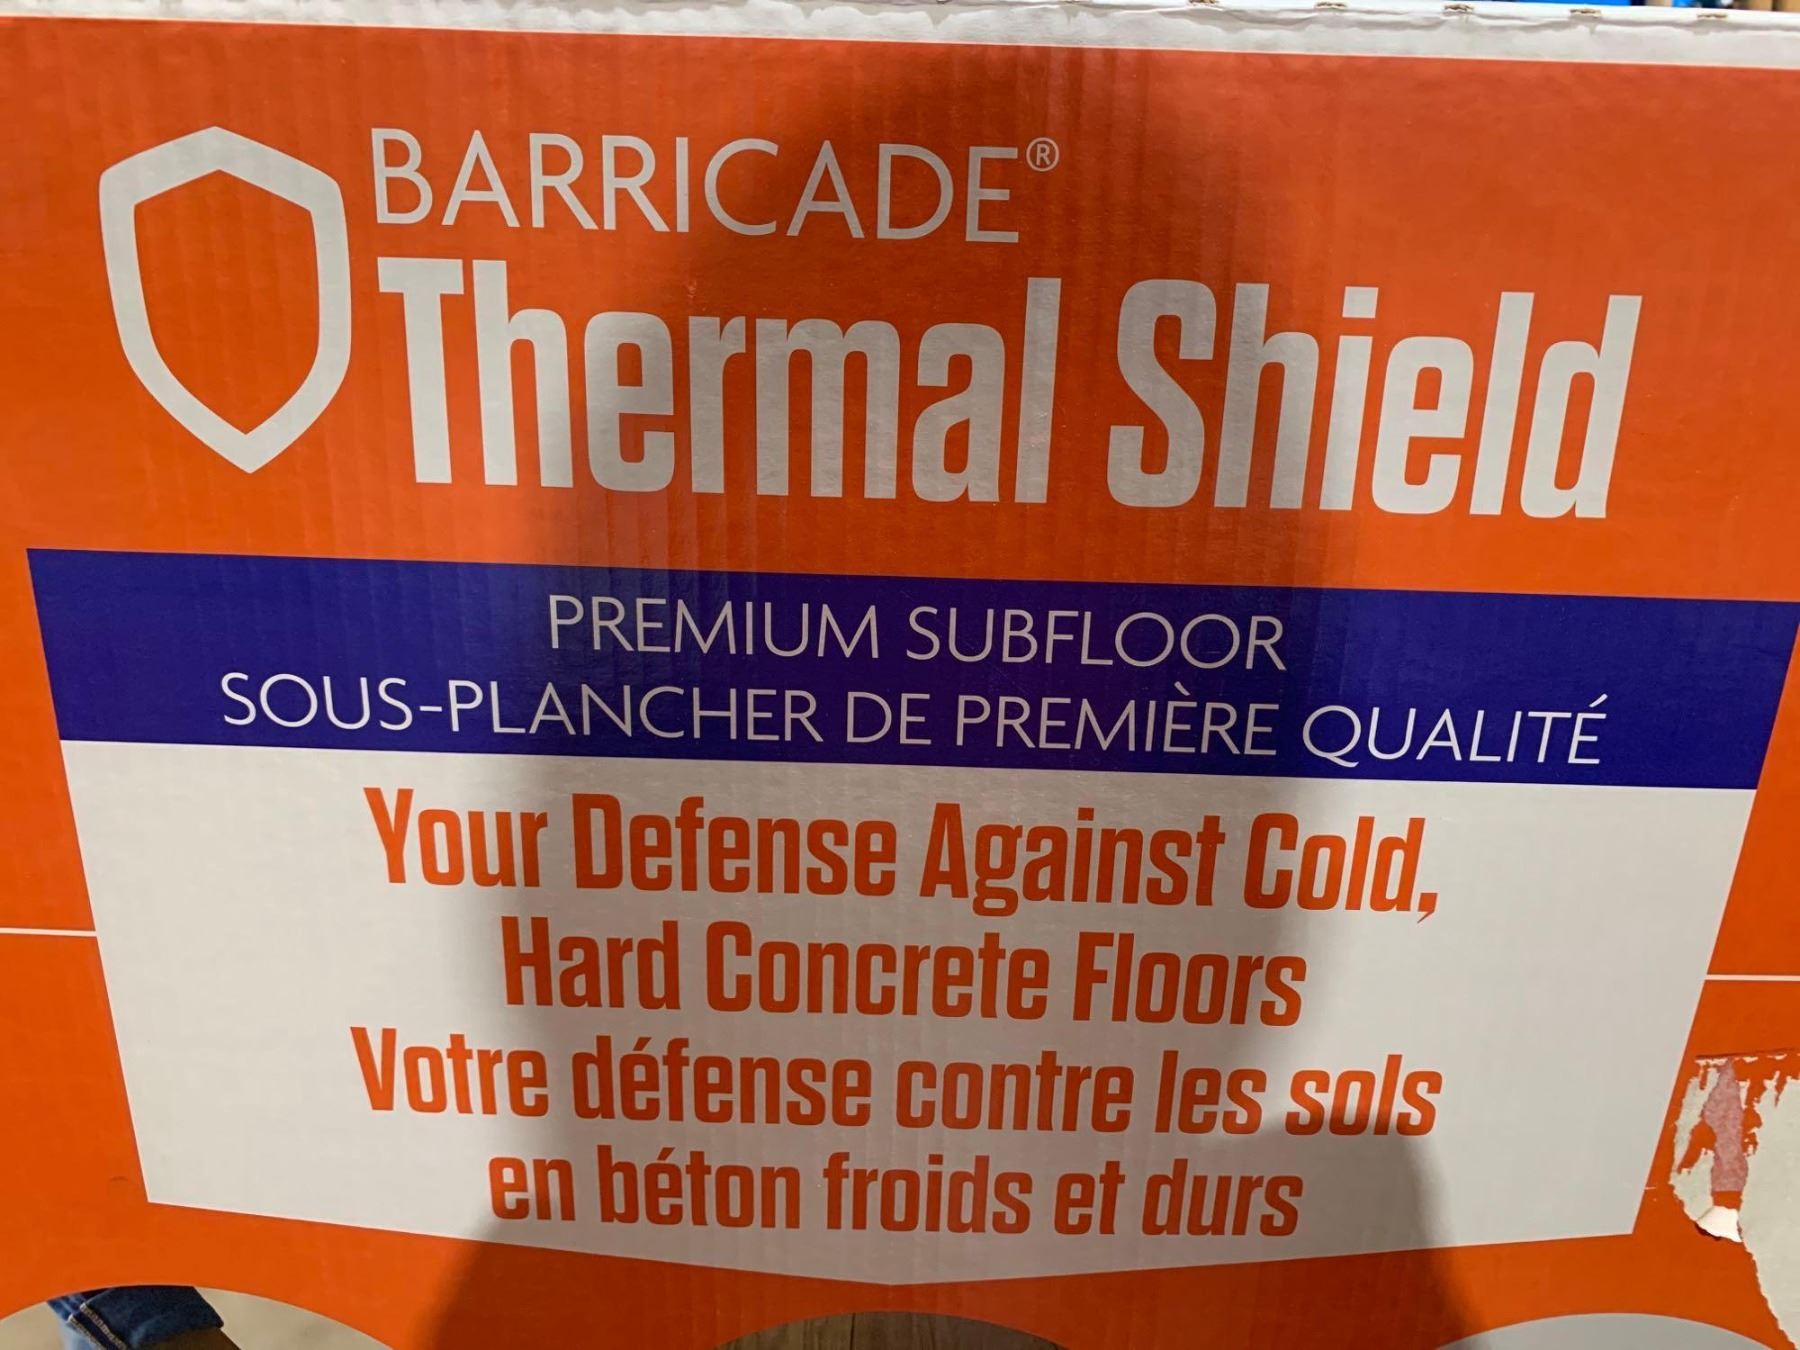 BARRICADE®
Thermal Shield
PREMIUM SUBFLOOR
SOUS-PLANCHER DE PREMIÈRE QUALITÉ
Your Defense Against Cold,
Hard Concrete Floors
Votre défense contre les sols
en béton froids et durs